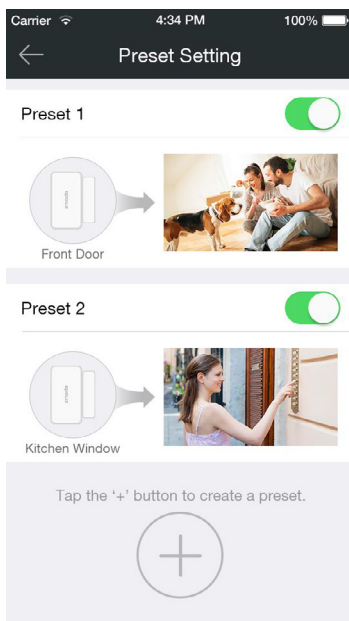 Carrier 4:34 PM 100%
Preset Setting
Preset 1
Front Door
Preset 2
Kitchen Window
Tap the ‘+’ button to create a preset.